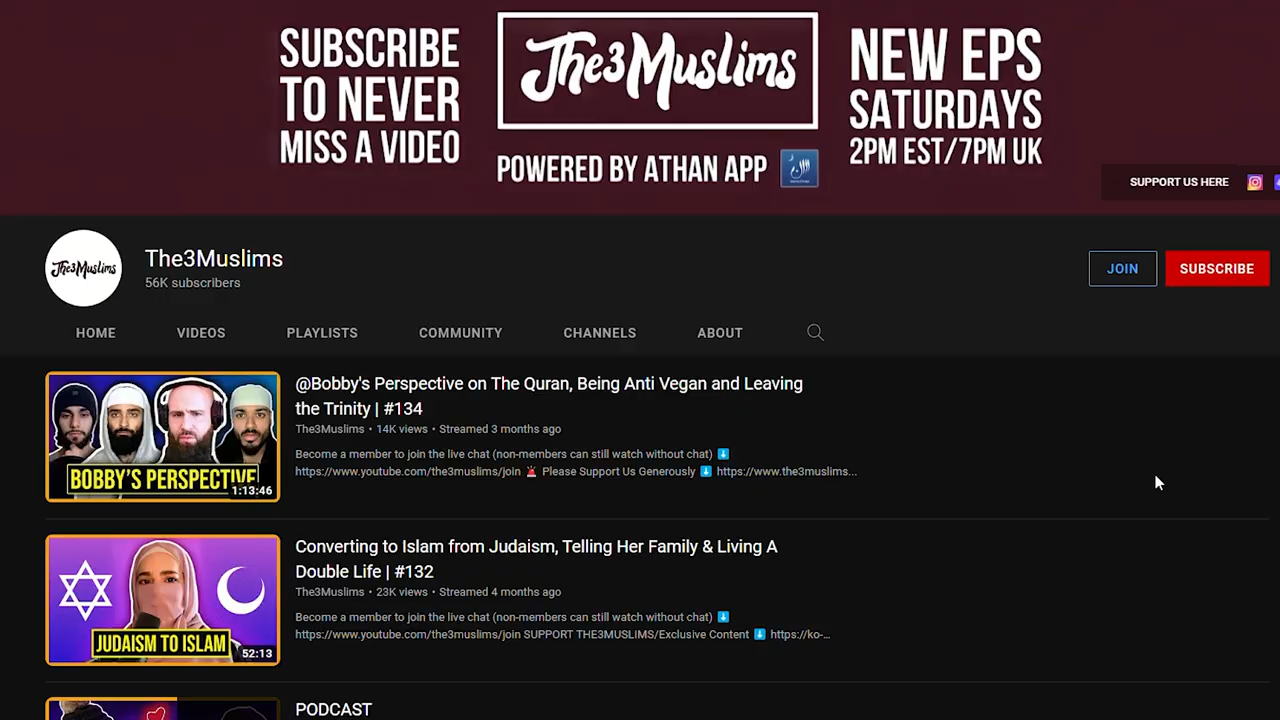 SUBSCRIBE
TO NEVER
MISS A VIDEO
The3Muslims
POWERED BY ATHAN APP
NEW EPS
SATURDAYS
2PM EST/7PM UK
SUPPORT US HERE
The3Muslims
The3Muslims
56K subscribers
JOIN
SUBSCRIBE
HOME
VIDEOS
PLAYLISTS
COMMUNITY
CHANNELS
ABOUT
BOBBY'S PERSPECTIVE
1:13:46
@Bobby's Perspective on The Quran, Being Anti Vegan and Leaving
the Trinity | #134
The3Muslims • 14K views • Streamed 3 months ago
Become a member to join the live chat (non-members can still watch without chat) ⬇️
https://www.youtube.com/the3muslims/join 🚨 Please Support Us Generously ⬇️ https://www.the3muslims...
JUDAISM TO ISLAM
52:13
Converting to Islam from Judaism, Telling Her Family & Living A
Double Life | #132
The3Muslims • 23K views • Streamed 4 months ago
Become a member to join the live chat (non-members can still watch without chat) ⬇️
https://www.youtube.com/the3muslims/join SUPPORT THE3MUSLIMS/Exclusive Content ⬇️ https://ko-...
PODCAST